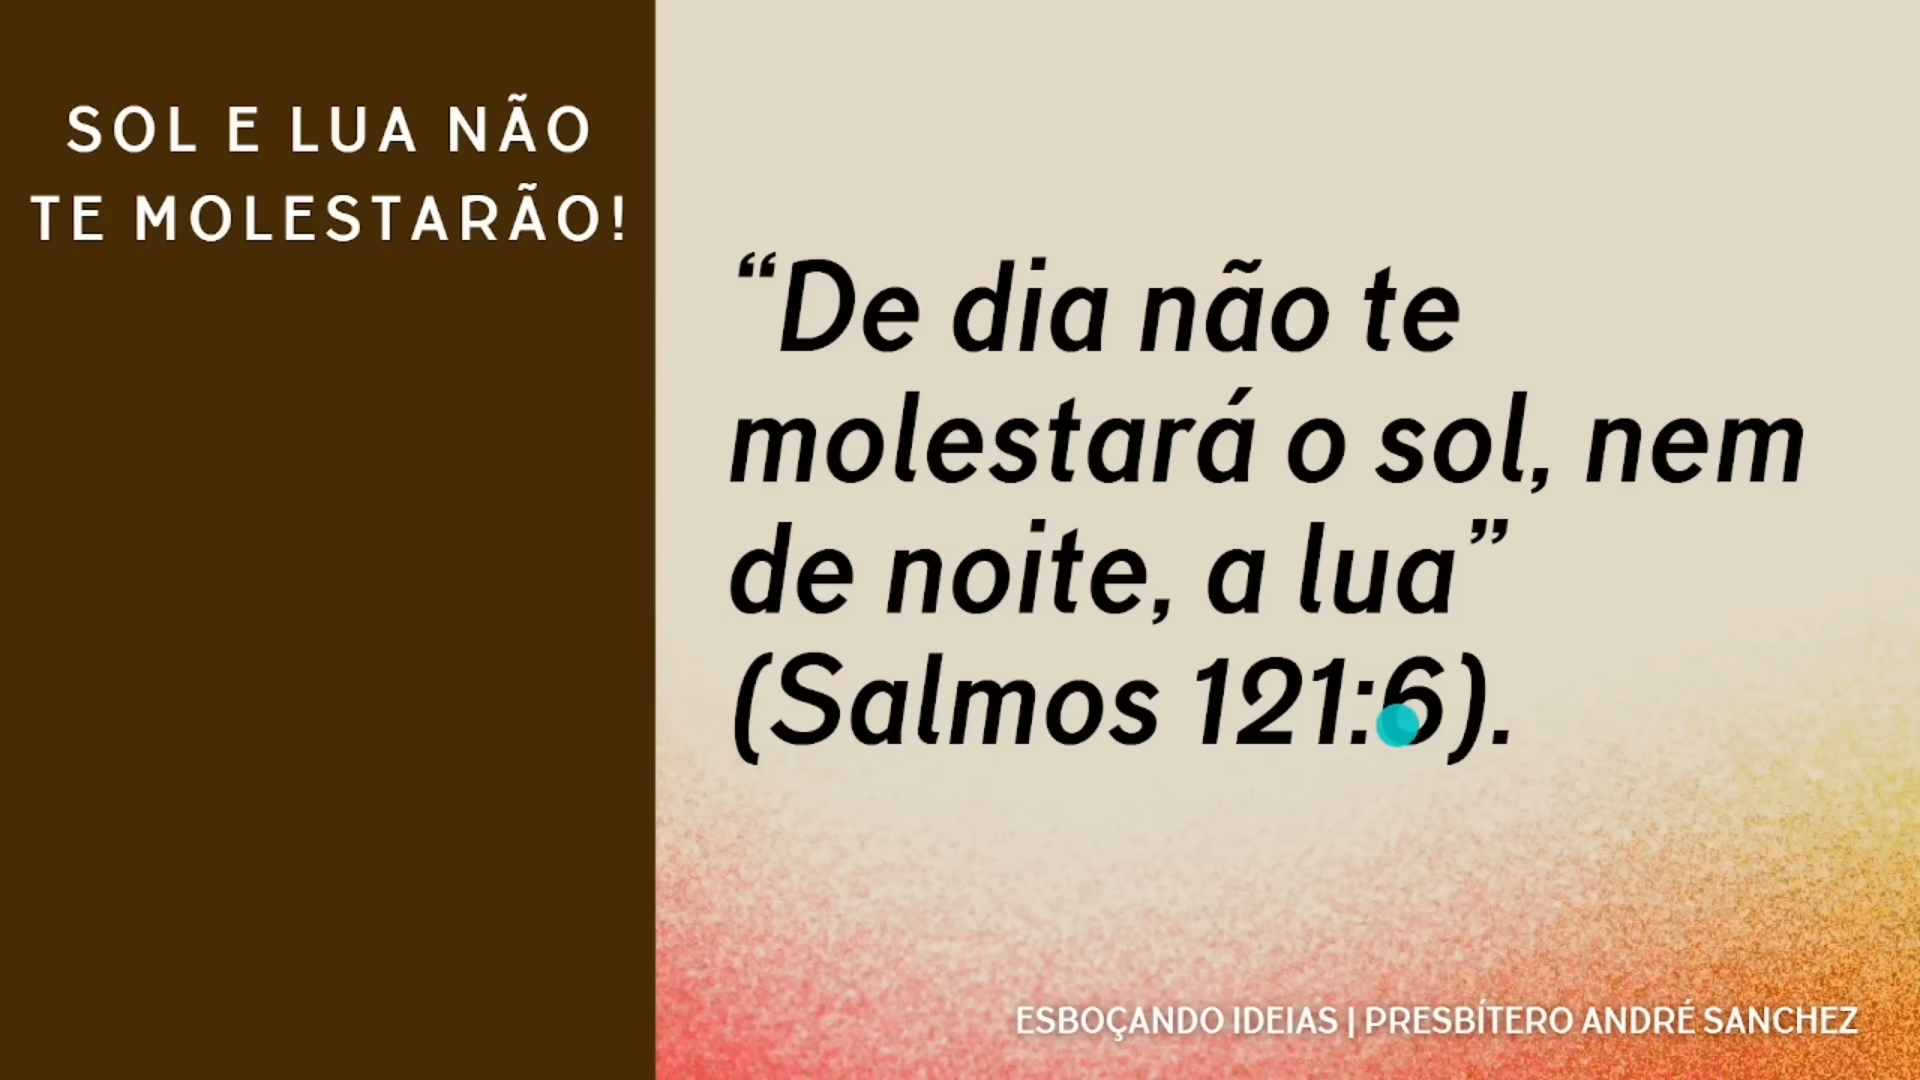 SOL E LUA NÃO
TE MOLESTARÃO!
“De dia não te
molestará o sol, nem
de noite, a lua”
(Salmos 121:6).
ESBOÇANDO IDEIAS | PRESBÍTERO ANDRÉ SANCHEZ